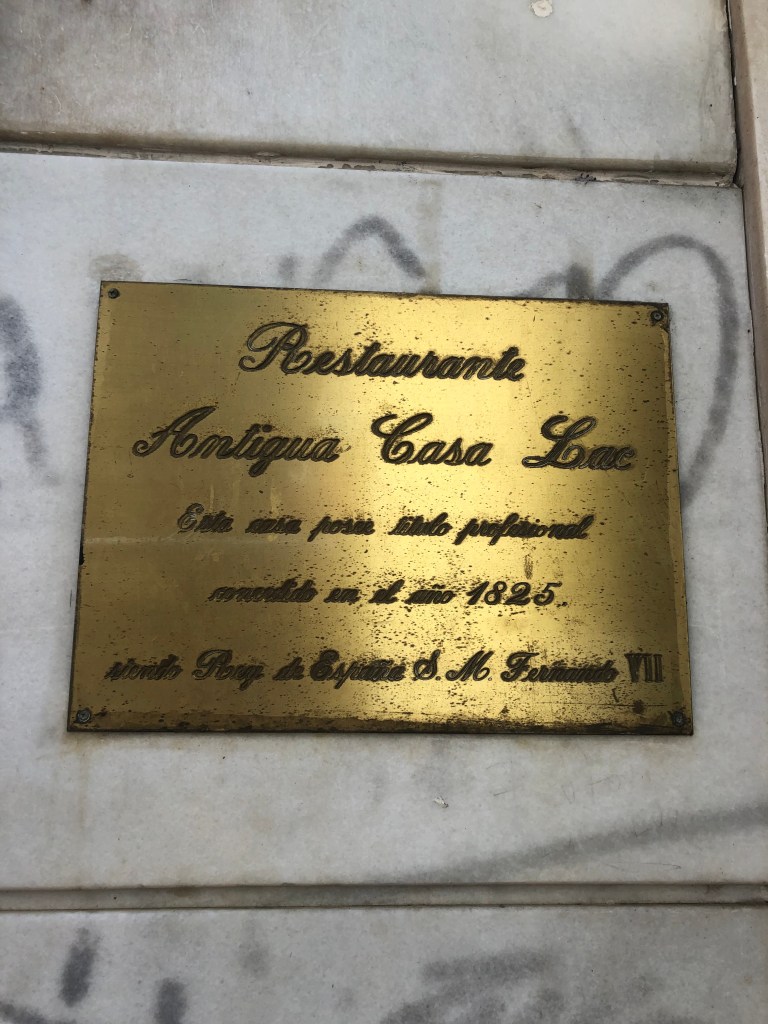 Restaurante
Antigua Casa Lac
Esta casa posee titulo profesional
concedido en el año 1825.
siendo Rey de España S. M. Fernando VII